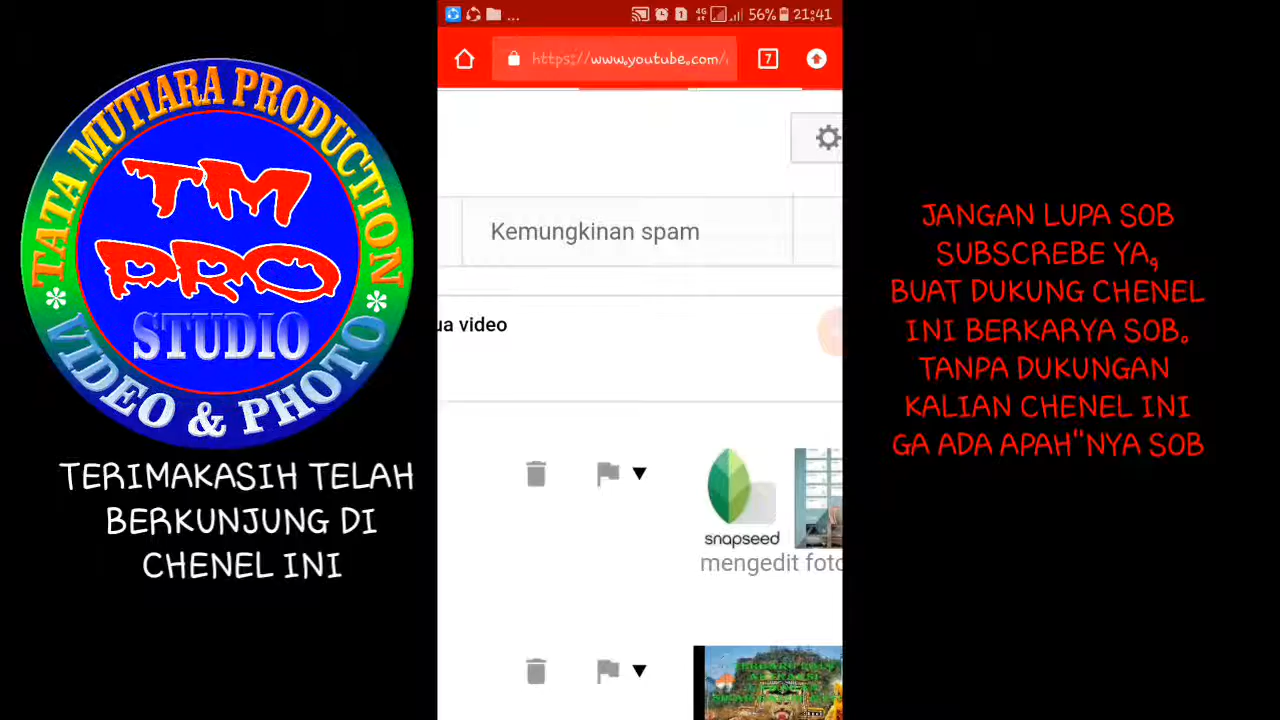 TATA MUTIARA PRODUCTION
TM
PRO
STUDIO
* VIDEO & PHOTO *
TERIMAKASIH TELAH
BERKUNJUNG DI
CHENEL INI
... 4G 56% 21:41
https://www.youtube.com/
7
Kemungkinan spam
ua video
snapseed
mengedit foto
JANGAN LUPA SOB
SUBSCREBE YA,
BUAT DUKUNG CHENEL
INI BERKARYA SOB.
TANPA DUKUNGAN
KALIAN CHENEL INI
GA ADA APAH"NYA SOB